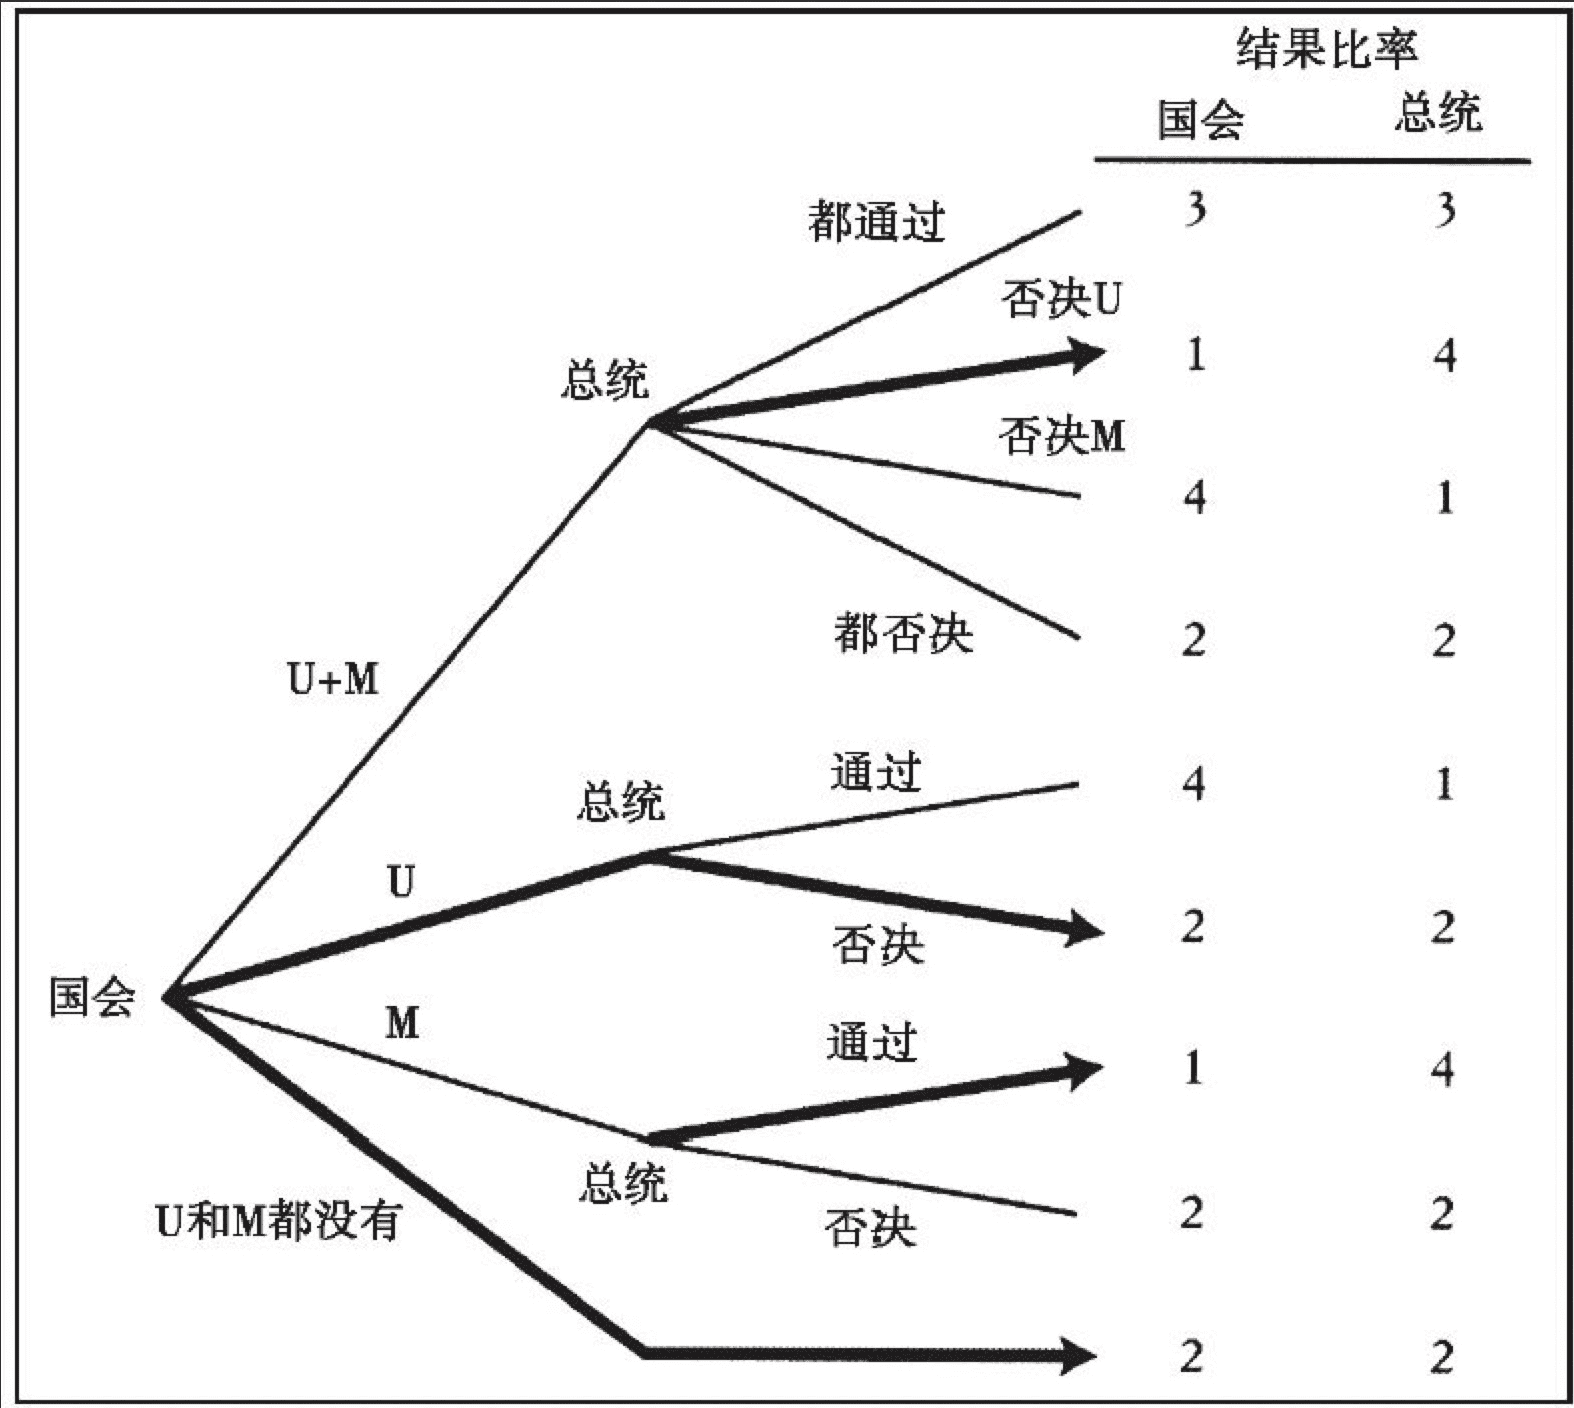 结果比率
国会 总统
都通过 3 3
否决U 1 4
总统
否决M 4 1
都否决 2 2
U+M
通过 4 1
总统
U
否决 2 2
国会
M
通过 1 4
总统
否决 2 2
U和M都没有
2 2